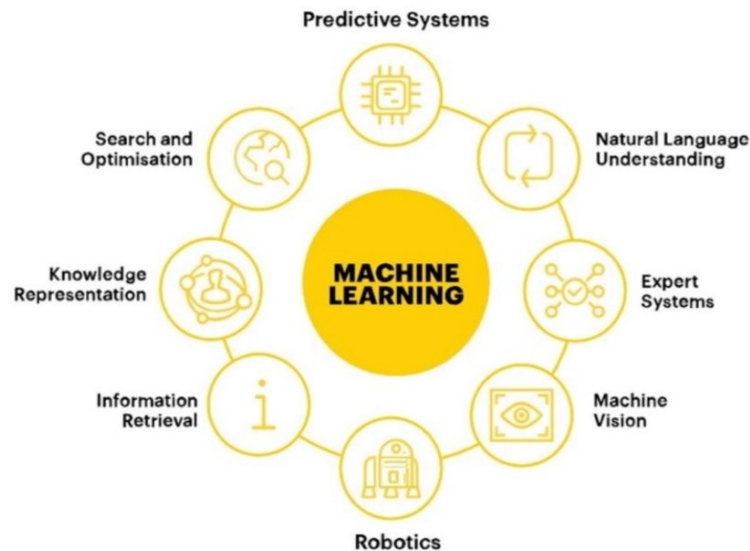 Predictive Systems
Search and
Optimisation
Natural Language
Understanding
Knowledge
Representation
MACHINE
LEARNING
Expert
Systems
Information
Retrieval
i
Machine
Vision
Robotics